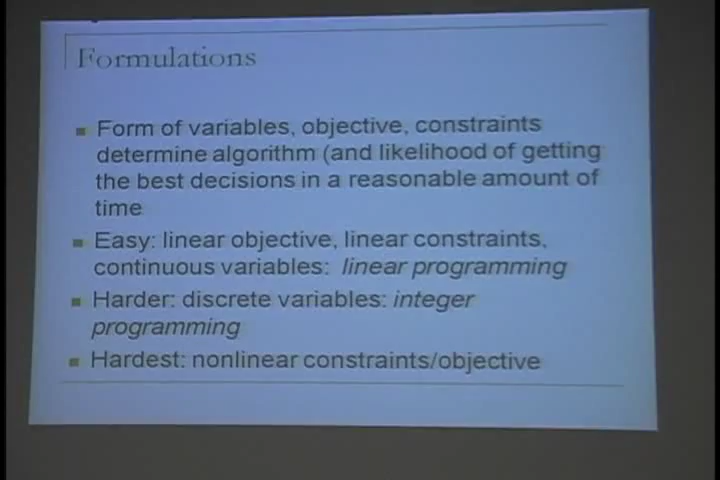 Formulations
Form of variables, objective, constraints
determine algorithm (and likelihood of getting
the best decisions in a reasonable amount of
time
Easy: linear objective, linear constraints,
continuous variables: linear programming
Harder: discrete variables: integer
programming
Hardest: nonlinear constraints/objective